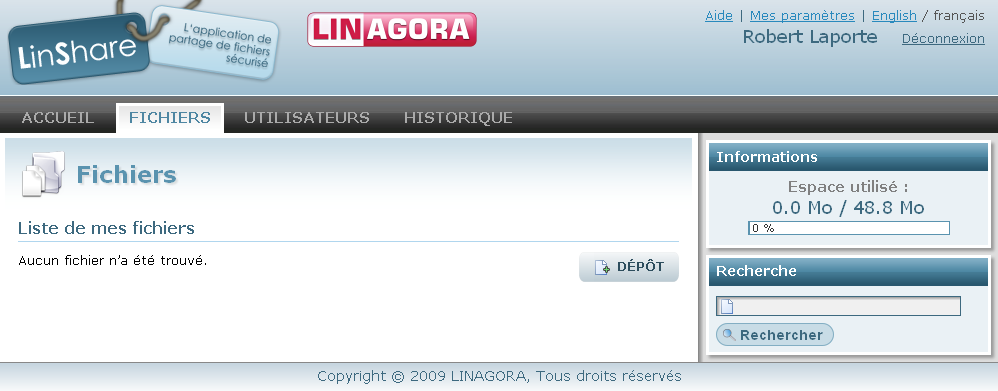 LinShare
L'application de
partage de fichiers
sécurisé
LINAGORA
Aide | Mes paramètres | English / français
Robert Laporte Déconnexion
ACCUEIL FICHIERS UTILISATEURS HISTORIQUE
Fichiers
Liste de mes fichiers
Aucun fichier n'a été trouvé.
DÉPÔT
Informations
Espace utilisé :
0.0 Mo / 48.8 Mo
0 %
Recherche
Rechercher
Copyright © 2009 LINAGORA, Tous droits réservés